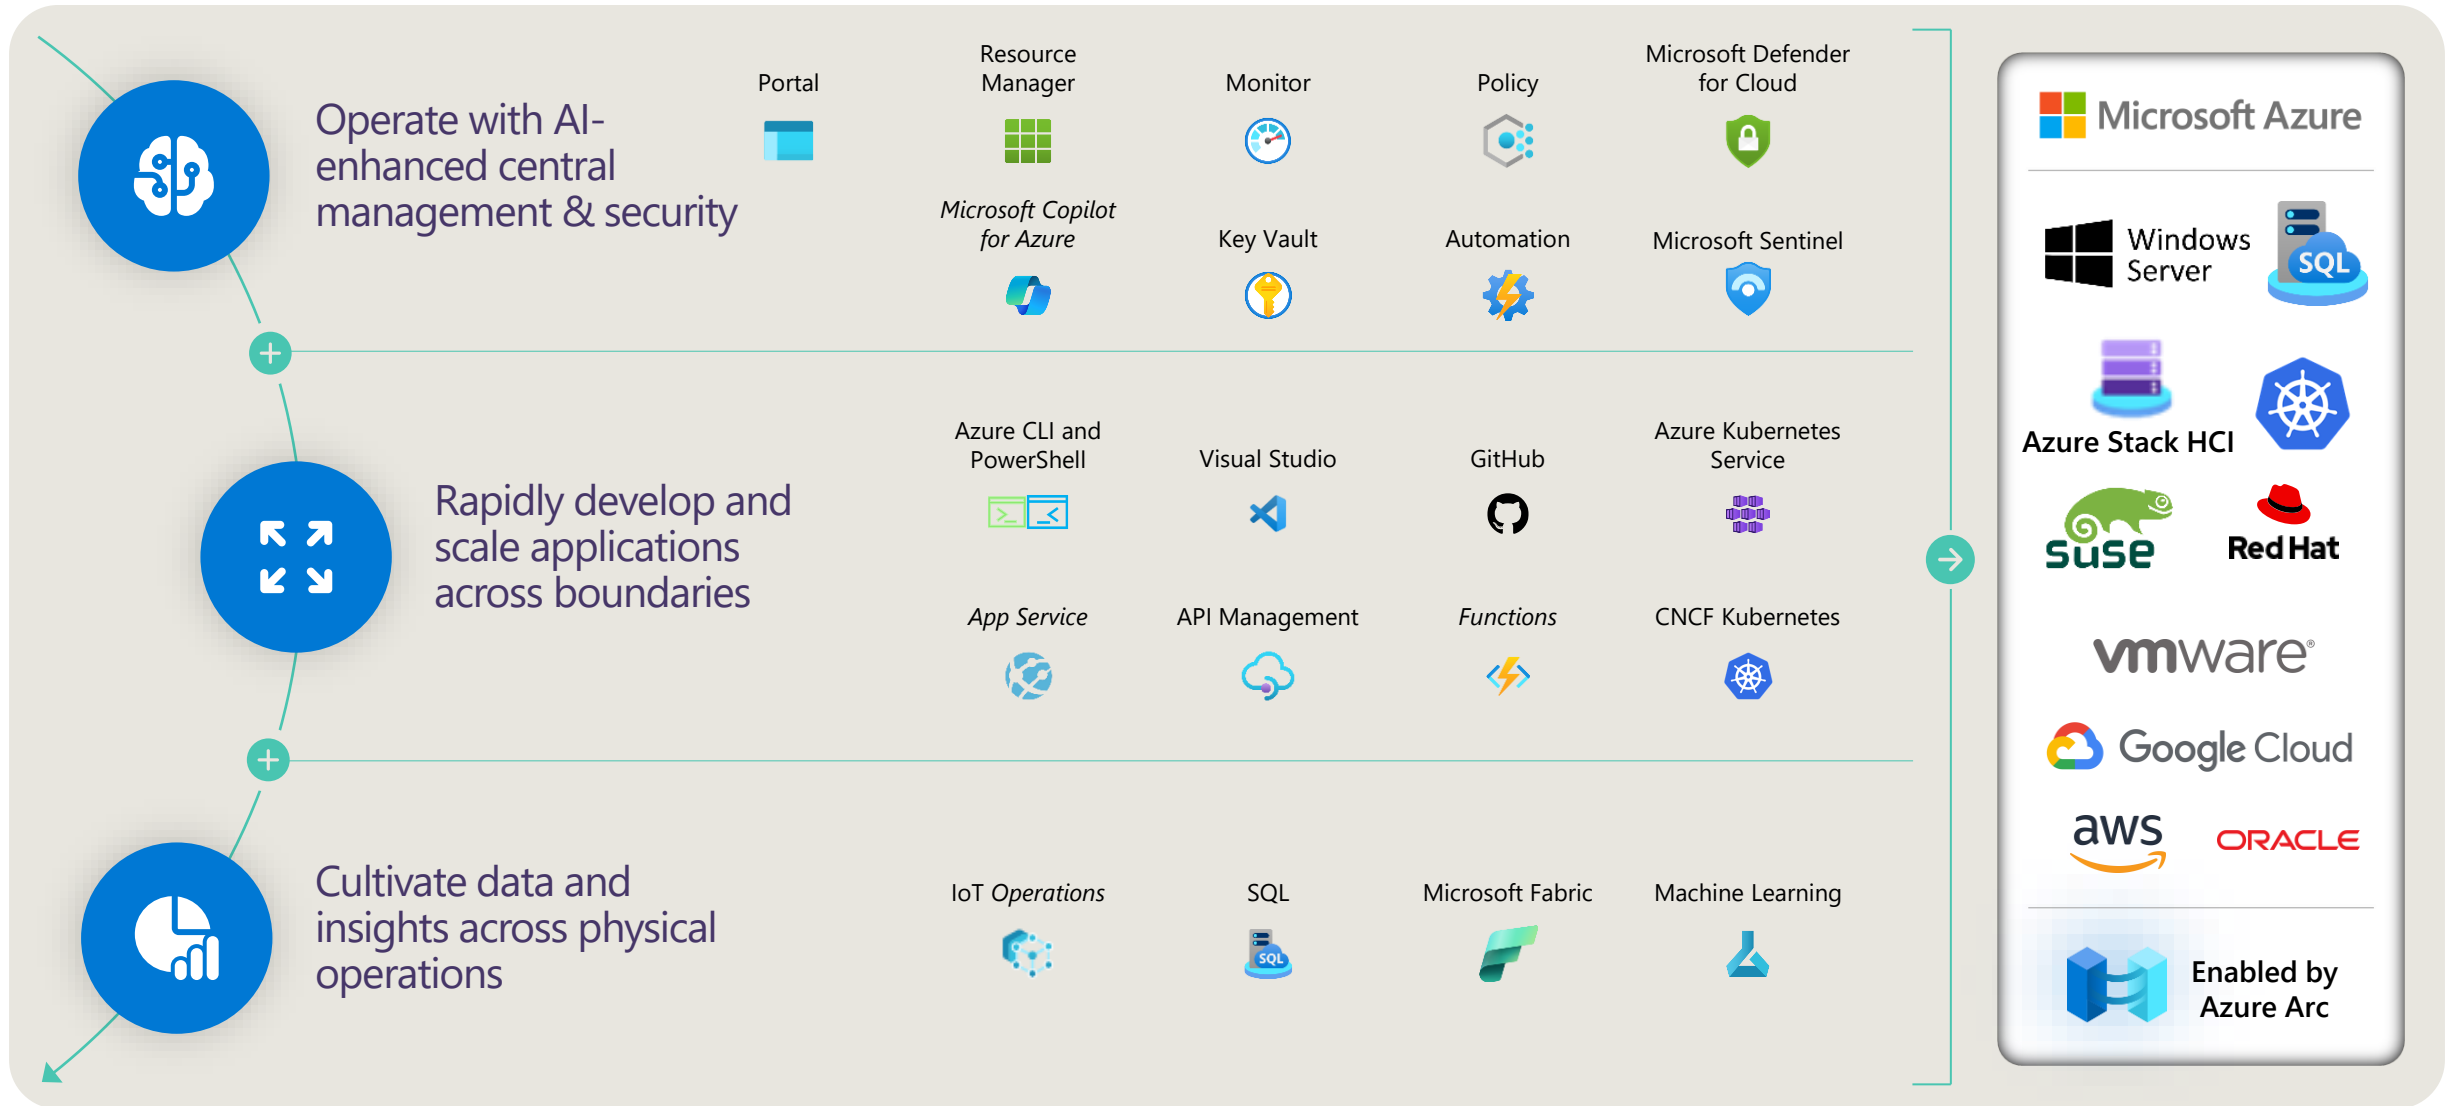 Operate with AI-
enhanced central
management & security
Portal
Resource
Manager
Monitor
Policy
Microsoft Defender
for Cloud
Microsoft Copilot
for Azure
Key Vault
Automation
Microsoft Sentinel
Rapidly develop and
scale applications
across boundaries
Azure CLI and
PowerShell
Visual Studio
GitHub
Azure Kubernetes
Service
App Service
API Management
Functions
CNCF Kubernetes
Cultivate data and
insights across physical
operations
IoT Operations
SQL
SQL
Microsoft Fabric
Machine Learning
Microsoft Azure
Windows
Server
SQL
Azure Stack HCI
SUSE
Red Hat
vmware®
Google Cloud
aws
ORACLE
Enabled by
Azure Arc